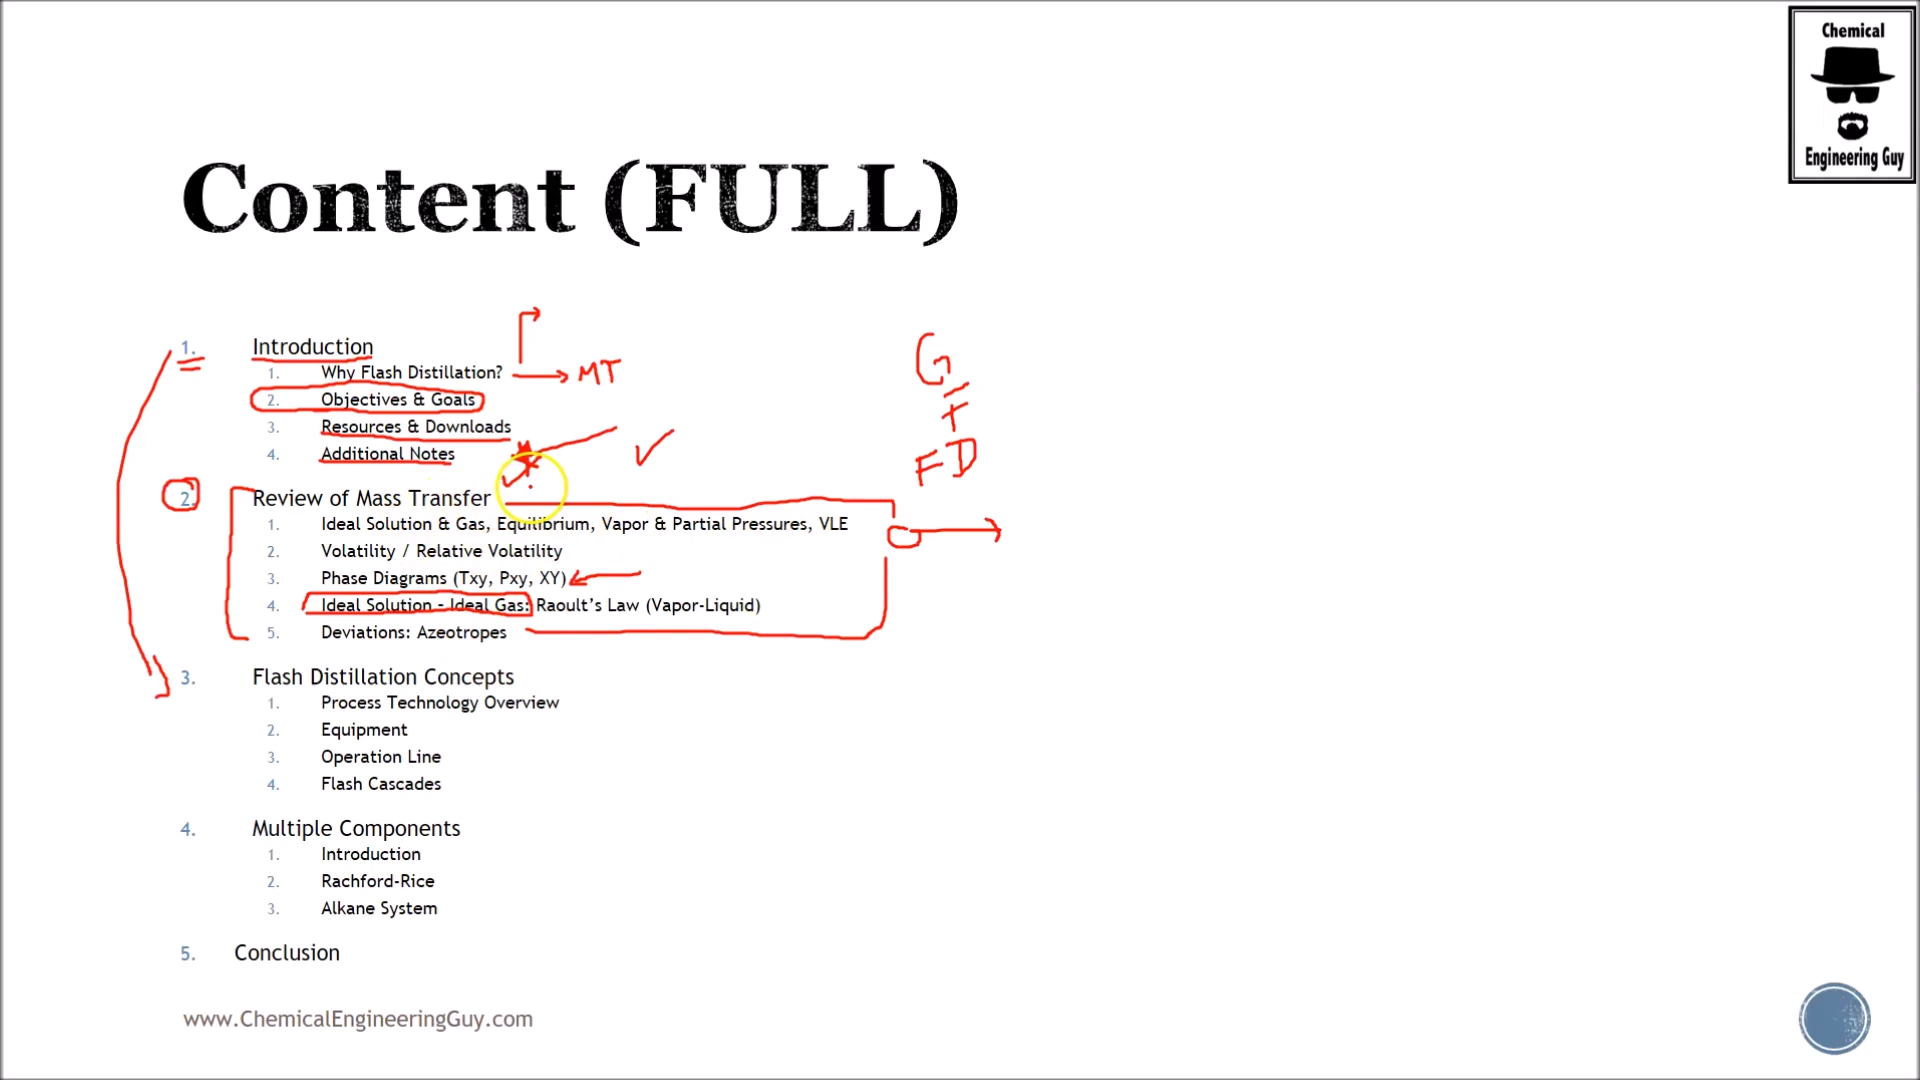 Chemical
Engineering Guy
Content (FULL)
1. Introduction
1. Why Flash Distillation? MT
2. Objectives & Goals
3. Resources & Downloads
4. Additional Notes
G
+
FD
2. Review of Mass Transfer
1. Ideal Solution & Gas, Equilibrium, Vapor & Partial Pressures, VLE
2. Volatility / Relative Volatility
3. Phase Diagrams (Txy, Pxy, XY)
4. Ideal Solution - Ideal Gas: Raoult's Law (Vapor-Liquid)
5. Deviations: Azeotropes
3. Flash Distillation Concepts
1. Process Technology Overview
2. Equipment
3. Operation Line
4. Flash Cascades
4. Multiple Components
1. Introduction
2. Rachford-Rice
3. Alkane System
5. Conclusion
www.ChemicalEngineeringGuy.com